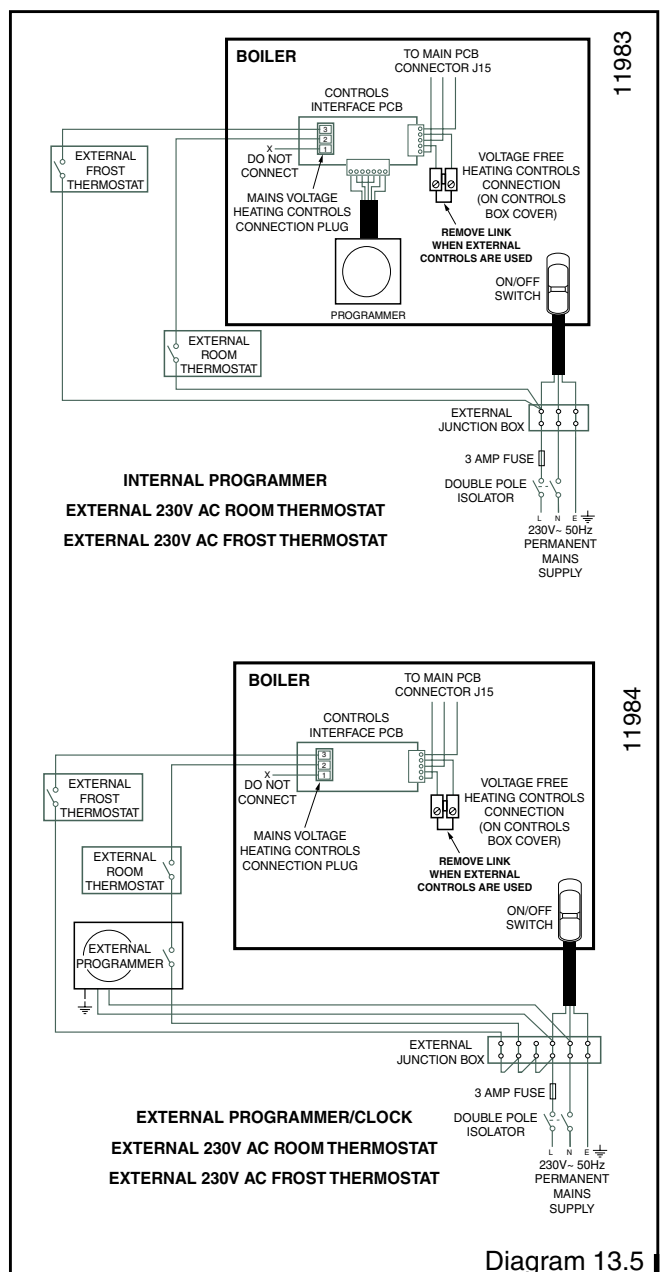 11983
BOILER
TO MAIN PCB
CONNECTOR J15
CONTROLS
INTERFACE PCB
3
2
1
X
DO NOT
CONNECT
EXTERNAL
FROST
THERMOSTAT
MAINS VOLTAGE
HEATING CONTROLS
CONNECTION PLUG
VOLTAGE FREE
HEATING CONTROLS
CONNECTION
(ON CONTROLS
BOX COVER)
REMOVE LINK
WHEN EXTERNAL
CONTROLS ARE USED
ON/OFF
SWITCH
PROGRAMMER
EXTERNAL
ROOM
THERMOSTAT
EXTERNAL
JUNCTION BOX
3 AMP FUSE
DOUBLE POLE
ISOLATOR
L N E
230V~ 50Hz
PERMANENT
MAINS
SUPPLY
INTERNAL PROGRAMMER
EXTERNAL 230V AC ROOM THERMOSTAT
EXTERNAL 230V AC FROST THERMOSTAT
11984
BOILER
TO MAIN PCB
CONNECTOR J15
CONTROLS
INTERFACE PCB
3
2
1
X
DO NOT
CONNECT
EXTERNAL
FROST
THERMOSTAT
MAINS VOLTAGE
HEATING CONTROLS
CONNECTION PLUG
VOLTAGE FREE
HEATING CONTROLS
CONNECTION
(ON CONTROLS
BOX COVER)
REMOVE LINK
WHEN EXTERNAL
CONTROLS ARE USED
EXTERNAL
ROOM
THERMOSTAT
ON/OFF
SWITCH
EXTERNAL
PROGRAMMER
EXTERNAL
JUNCTION BOX
3 AMP FUSE
DOUBLE POLE
ISOLATOR
L N E
230V~ 50Hz
PERMANENT
MAINS
SUPPLY
EXTERNAL PROGRAMMER/CLOCK
EXTERNAL 230V AC ROOM THERMOSTAT
EXTERNAL 230V AC FROST THERMOSTAT
Diagram 13.5